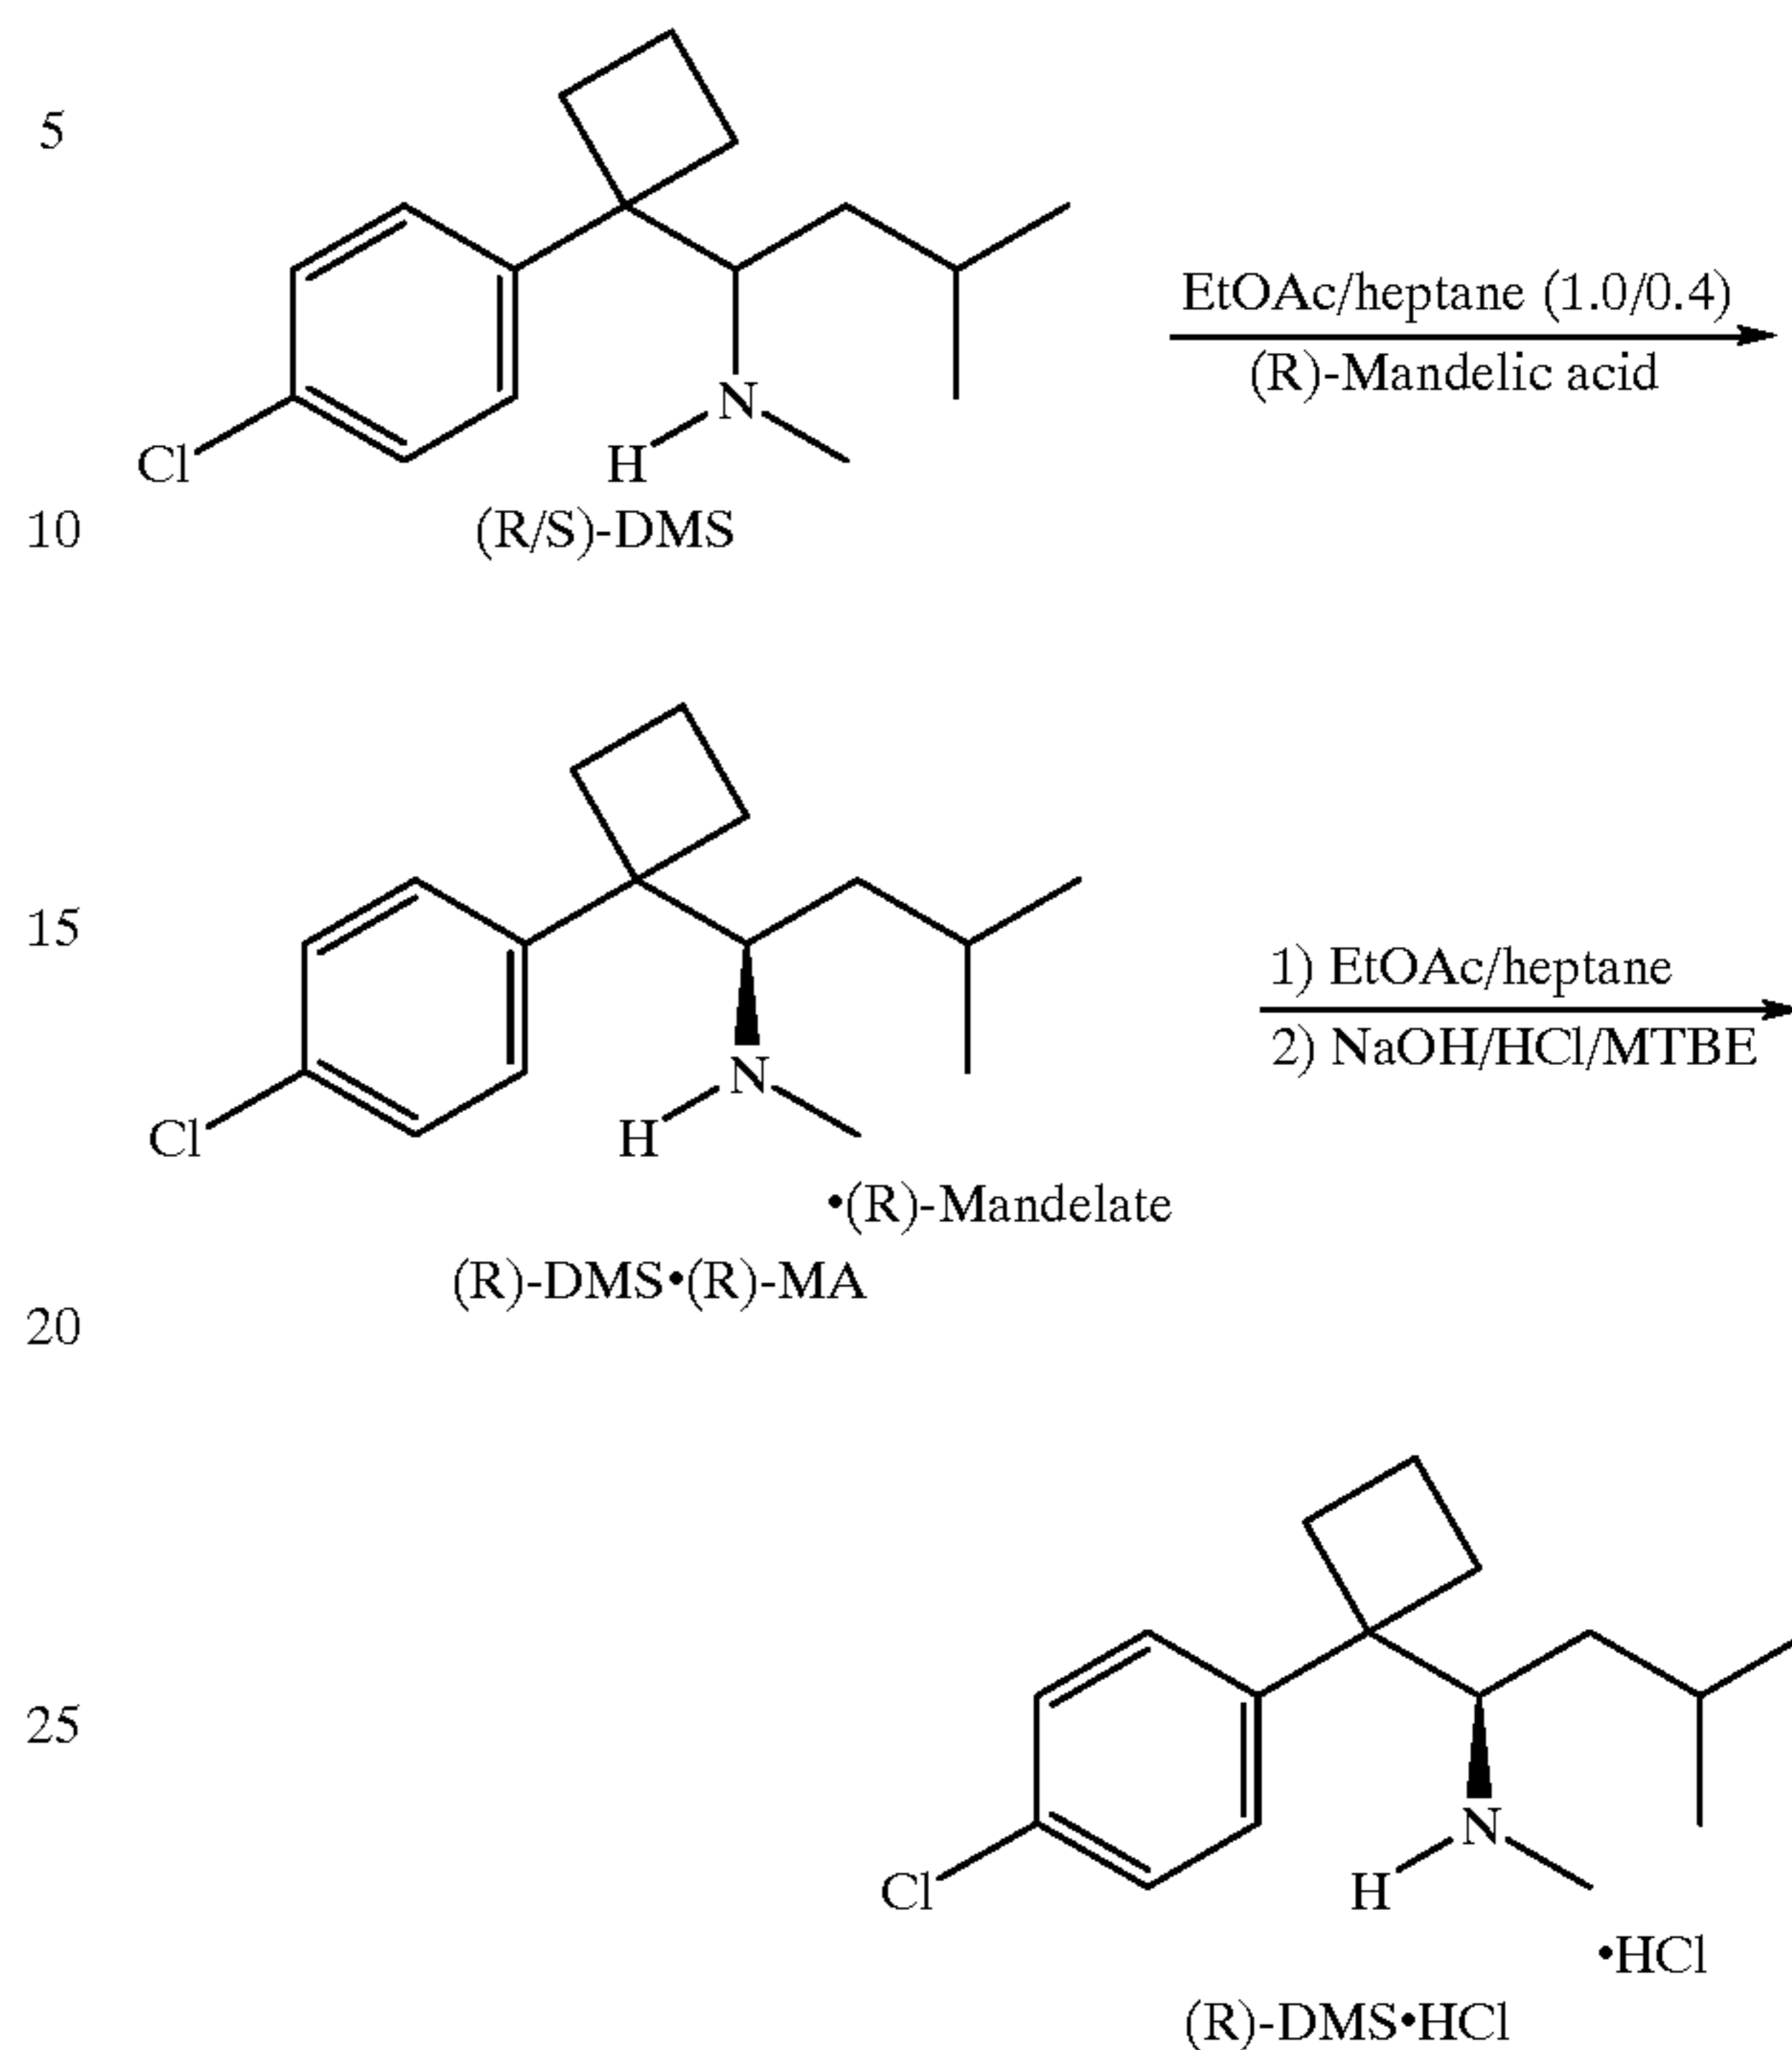 5
EtOAc/heptane (1.0/0.4)
(R)-Mandelic acid
N
H
Cl
10
(R/S)-DMS
15
1) EtOAc/heptane
2) NaOH/HCl/MTBE
N
H
Cl
•(R)-Mandelate
(R)-DMS•(R)-MA
20
25
N
H
Cl
•HCl
(R)-DMS•HCl